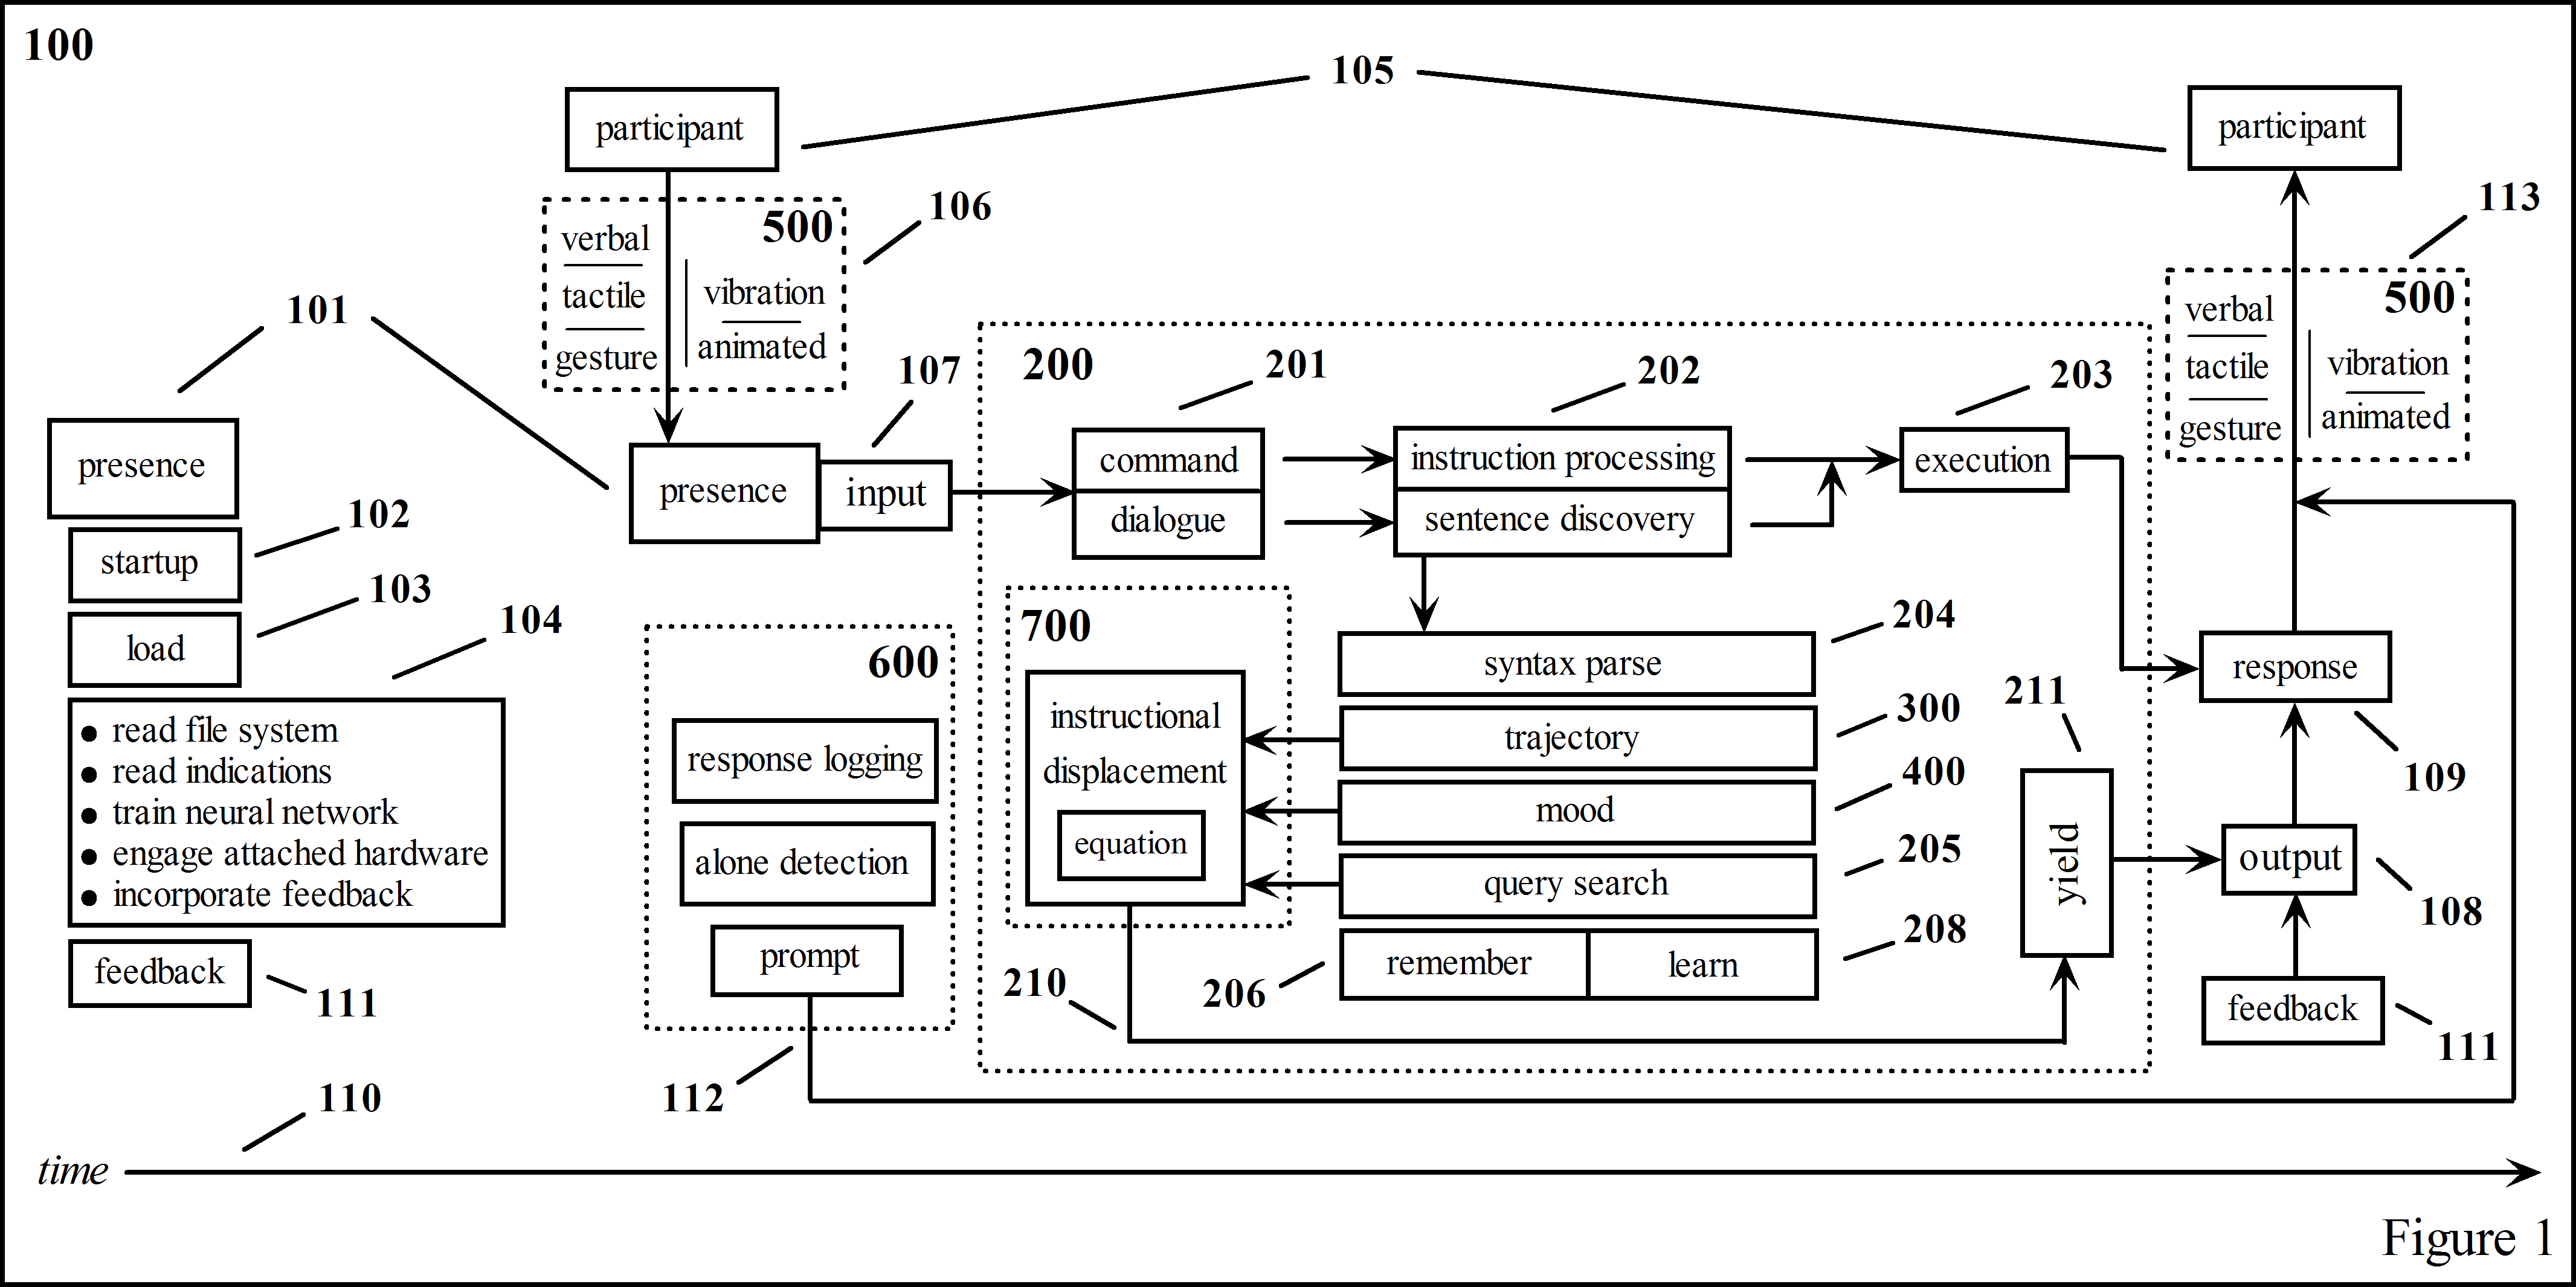 100
105
participant
participant
106
113
500
verbal
tactile
gesture
vibration
animated
500
verbal
tactile
gesture
vibration
animated
101
107
200
201
202
203
presence
presence
input
command
dialogue
instruction processing
sentence discovery
execution
startup
102
load
103
104
• read file system
• read indications
• train neural network
• engage attached hardware
• incorporate feedback
feedback
111
600
response logging
alone detection
prompt
112
700
instructional
displacement
equation
syntax parse
204
trajectory
300
mood
400
query search
205
remember
learn
206
208
210
211
yield
response
109
output
108
feedback
111
110
time
Figure 1